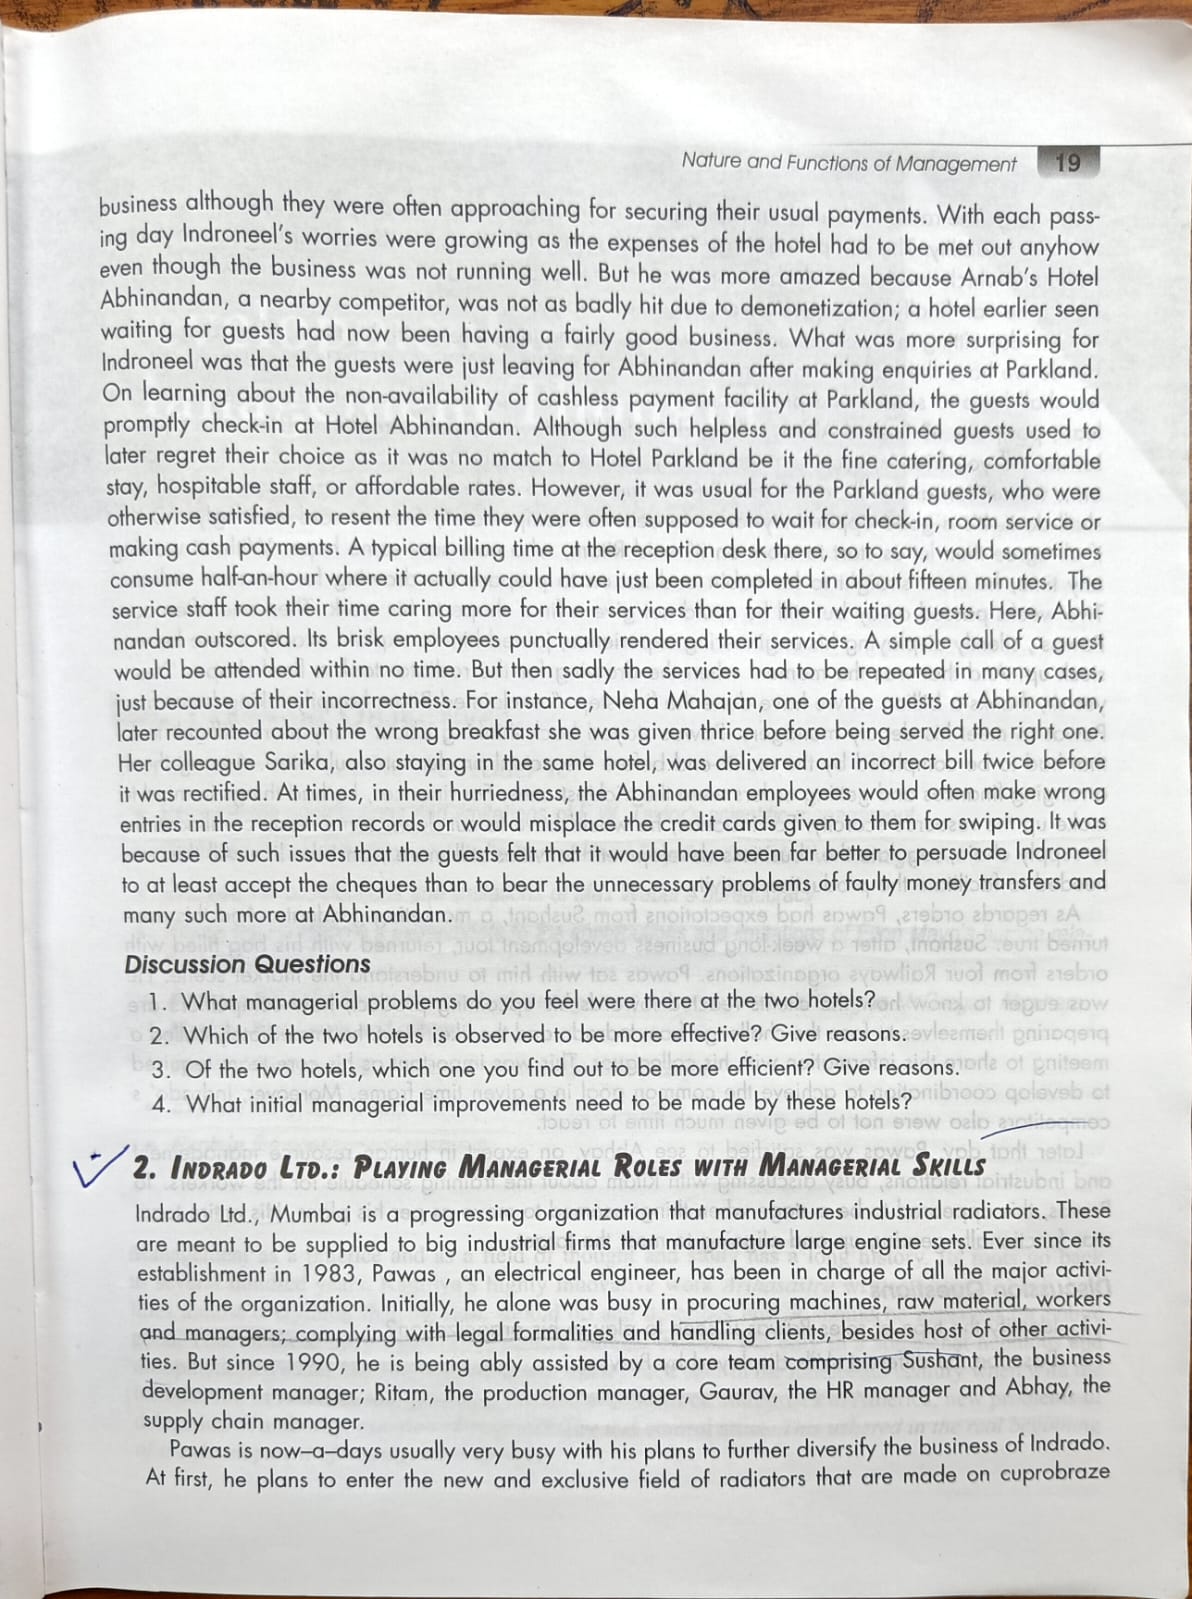 Nature and Functions of Management 19
business although they were often approaching for securing their usual payments. With each pass-
ing day Indroneel's worries were growing as the expenses of the hotel had to be met out anyhow
even though the business was not running well. But he was more amazed because Arnab's Hotel
Abhinandan, a nearby competitor, was not as badly hit due to demonetization; a hotel earlier seen
waiting for guests had now been having a fairly good business. What was more surprising for
Indroneel was that the guests were just leaving for Abhinandan after making enquiries at Parkland.
On learning about the non-availability of cashless payment facility at Parkland, the guests would
promptly check-in at Hotel Abhinandan. Although such helpless and constrained guests used to
later regret their choice as it was no match to Hotel Parkland be it the fine catering, comfortable
stay, hospitable staff, or affordable rates. However, it was usual for the Parkland guests, who were
otherwise satisfied, to resent the time they were often supposed to wait for check-in, room service or
making cash payments. A typical billing time at the reception desk there, so to say, would sometimes
consume half-an-hour where it actually could have just been completed in about fifteen minutes. The
service staff took their time caring more for their services than for their waiting guests. Here, Abhi-
nandan outscored. Its brisk employees punctually rendered their services. A simple call of a guest
would be attended within no time. But then sadly the services had to be repeated in many cases,
just because of their incorrectness. For instance, Neha Mahajan, one of the guests at Abhinandan,
later recounted about the wrong breakfast she was given thrice before being served the right one.
Her colleague Sarika, also staying in the same hotel, was delivered an incorrect bill twice before
it was rectified. At times, in their hurriedness, the Abhinandan employees would often make wrong
entries in the reception records or would misplace the credit cards given to them for swiping. It was
because of such issues that the guests felt that it would have been far better to persuade Indroneel
to at least accept the cheques than to bear the unnecessary problems of faulty money transfers and
many such more at Abhinandan.
Discussion Questions
1. What managerial problems do you feel were there at the two hotels?
2. Which of the two hotels is observed to be more effective? Give reasons.
3. Of the two hotels, which one you find out to be more efficient? Give reasons.
4. What initial managerial improvements need to be made by these hotels?
2. INDRADO LTD.: PLAYING MANAGERIAL ROLES WITH MANAGERIAL SKILLS
Indrado Ltd., Mumbai is a progressing organization that manufactures industrial radiators. These
are meant to be supplied to big industrial firms that manufacture large engine sets. Ever since its
establishment in 1983, Pawas , an electrical engineer, has been in charge of all the major activi-
ties of the organization. Initially, he alone was busy in procuring machines, raw material, workers
and managers; complying with legal formalities and handling clients, besides host of other activi-
ties. But since 1990, he is being ably assisted by a core team comprising Sushant, the business
development manager; Ritam, the production manager, Gaurav, the HR manager and Abhay, the
supply chain manager.
Pawas is now–a–days usually very busy with his plans to further diversify the business of Indrado.
At first, he plans to enter the new and exclusive field of radiators that are made on cuprobraze